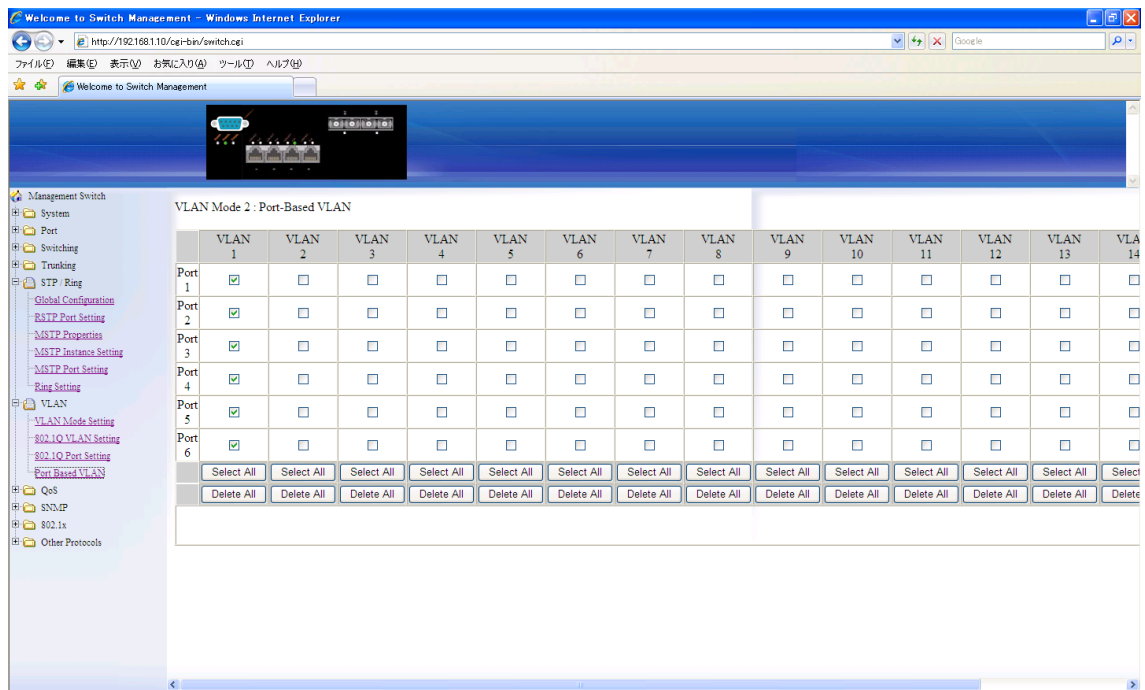 Welcome to Switch Management - Windows Internet Explorer
http://192.168.1.10/cgi-bin/switch.cgi
Google
ファイル(F) 編集(E) 表示(V) お気に入り(A) ツール(T) ヘルプ(H)
Welcome to Switch Management
Management Switch
System
Port
Switching
Trunking
STP / Ring
Global Configuration
RSTP Port Setting
MSTP Properties
MSTP Instance Setting
MSTP Port Setting
Ring Setting
VLAN
VLAN Mode Setting
802.1Q VLAN Setting
802.1Q Port Setting
Port Based VLAN
QoS
SNMP
802.1x
Other Protocols
VLAN Mode 2 : Port-Based VLAN
VLAN 1 VLAN 2 VLAN 3 VLAN 4 VLAN 5 VLAN 6 VLAN 7 VLAN 8 VLAN 9 VLAN 10 VLAN 11 VLAN 12 VLAN 13 VLA 14
Port 1
Port 2
Port 3
Port 4
Port 5
Port 6
Select All Select All Select All Select All Select All Select All Select All Select All Select All Select All Select All Select All Select All Select
Delete All Delete All Delete All Delete All Delete All Delete All Delete All Delete All Delete All Delete All Delete All Delete All Delete All Delete